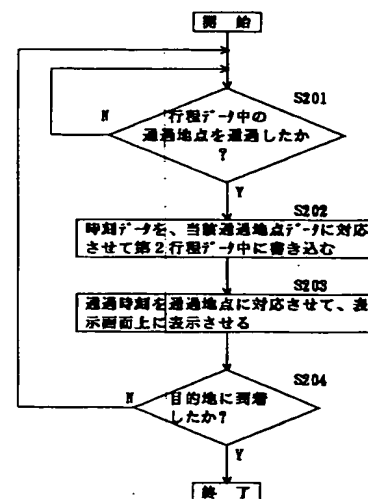 開 始
S201
行程データ中の
N
通過地点を通過したか
?
Y
S202
時刻データを、当該通過地点データに対応
させて第2行程データ中に書き込む
S203
通過時刻を通過地点に対応させて、表
示画面上に表示させる
S204
N
目的地に到着
したか?
Y
終 了